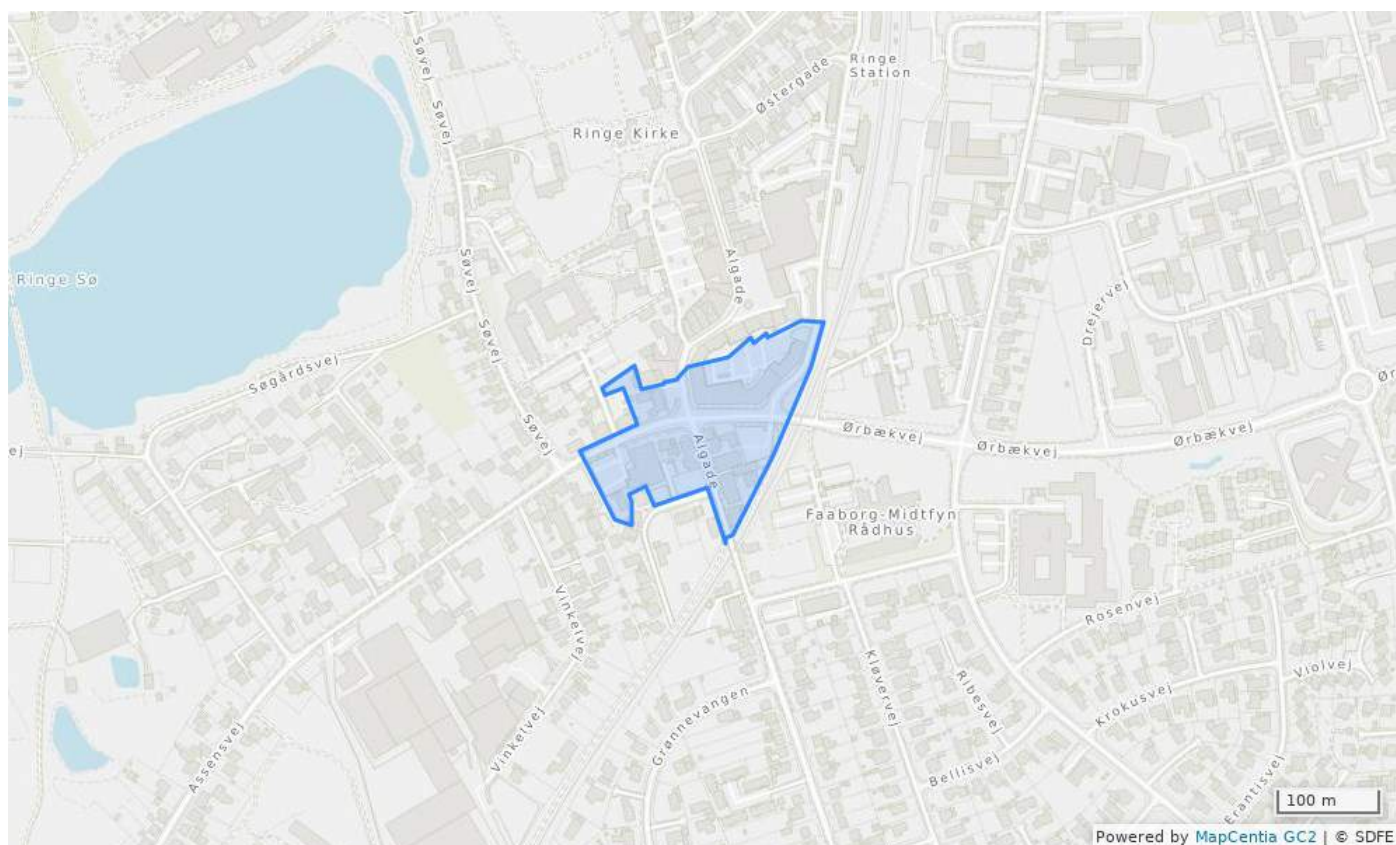 Søvej
Søvej
Ringe
Station
Østergade
Ringe Kirke
Søvej
Algade
Ringe Sø
Drejervej
Søvej
Søgårdsvej
Ør
Søvej
Algade
Ørbækvej
Ørbækvej
Ørbækvej
ej
Faaborg-Midtfyn
Rådhus
Vinkelvej
Rosenvej
Kløvervej
Ribesvej
Violvej
Krokusvej
Grønnevangen
Assensvej
Vinkelvej
Bellisvej
Erantisvej
100 m
Powered by MapCentia GC2 | © SDFE